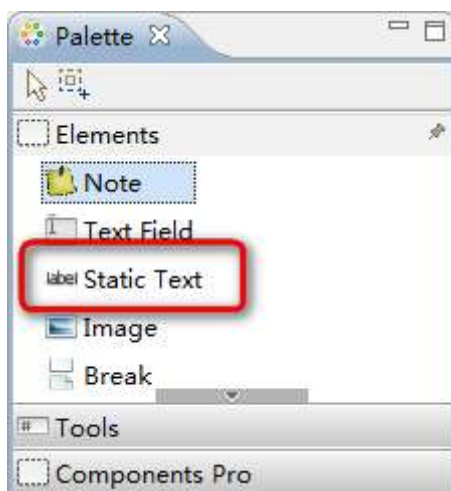 Palette
Elements
Note
Text Field
label Static Text
Image
Break
Tools
Components Pro